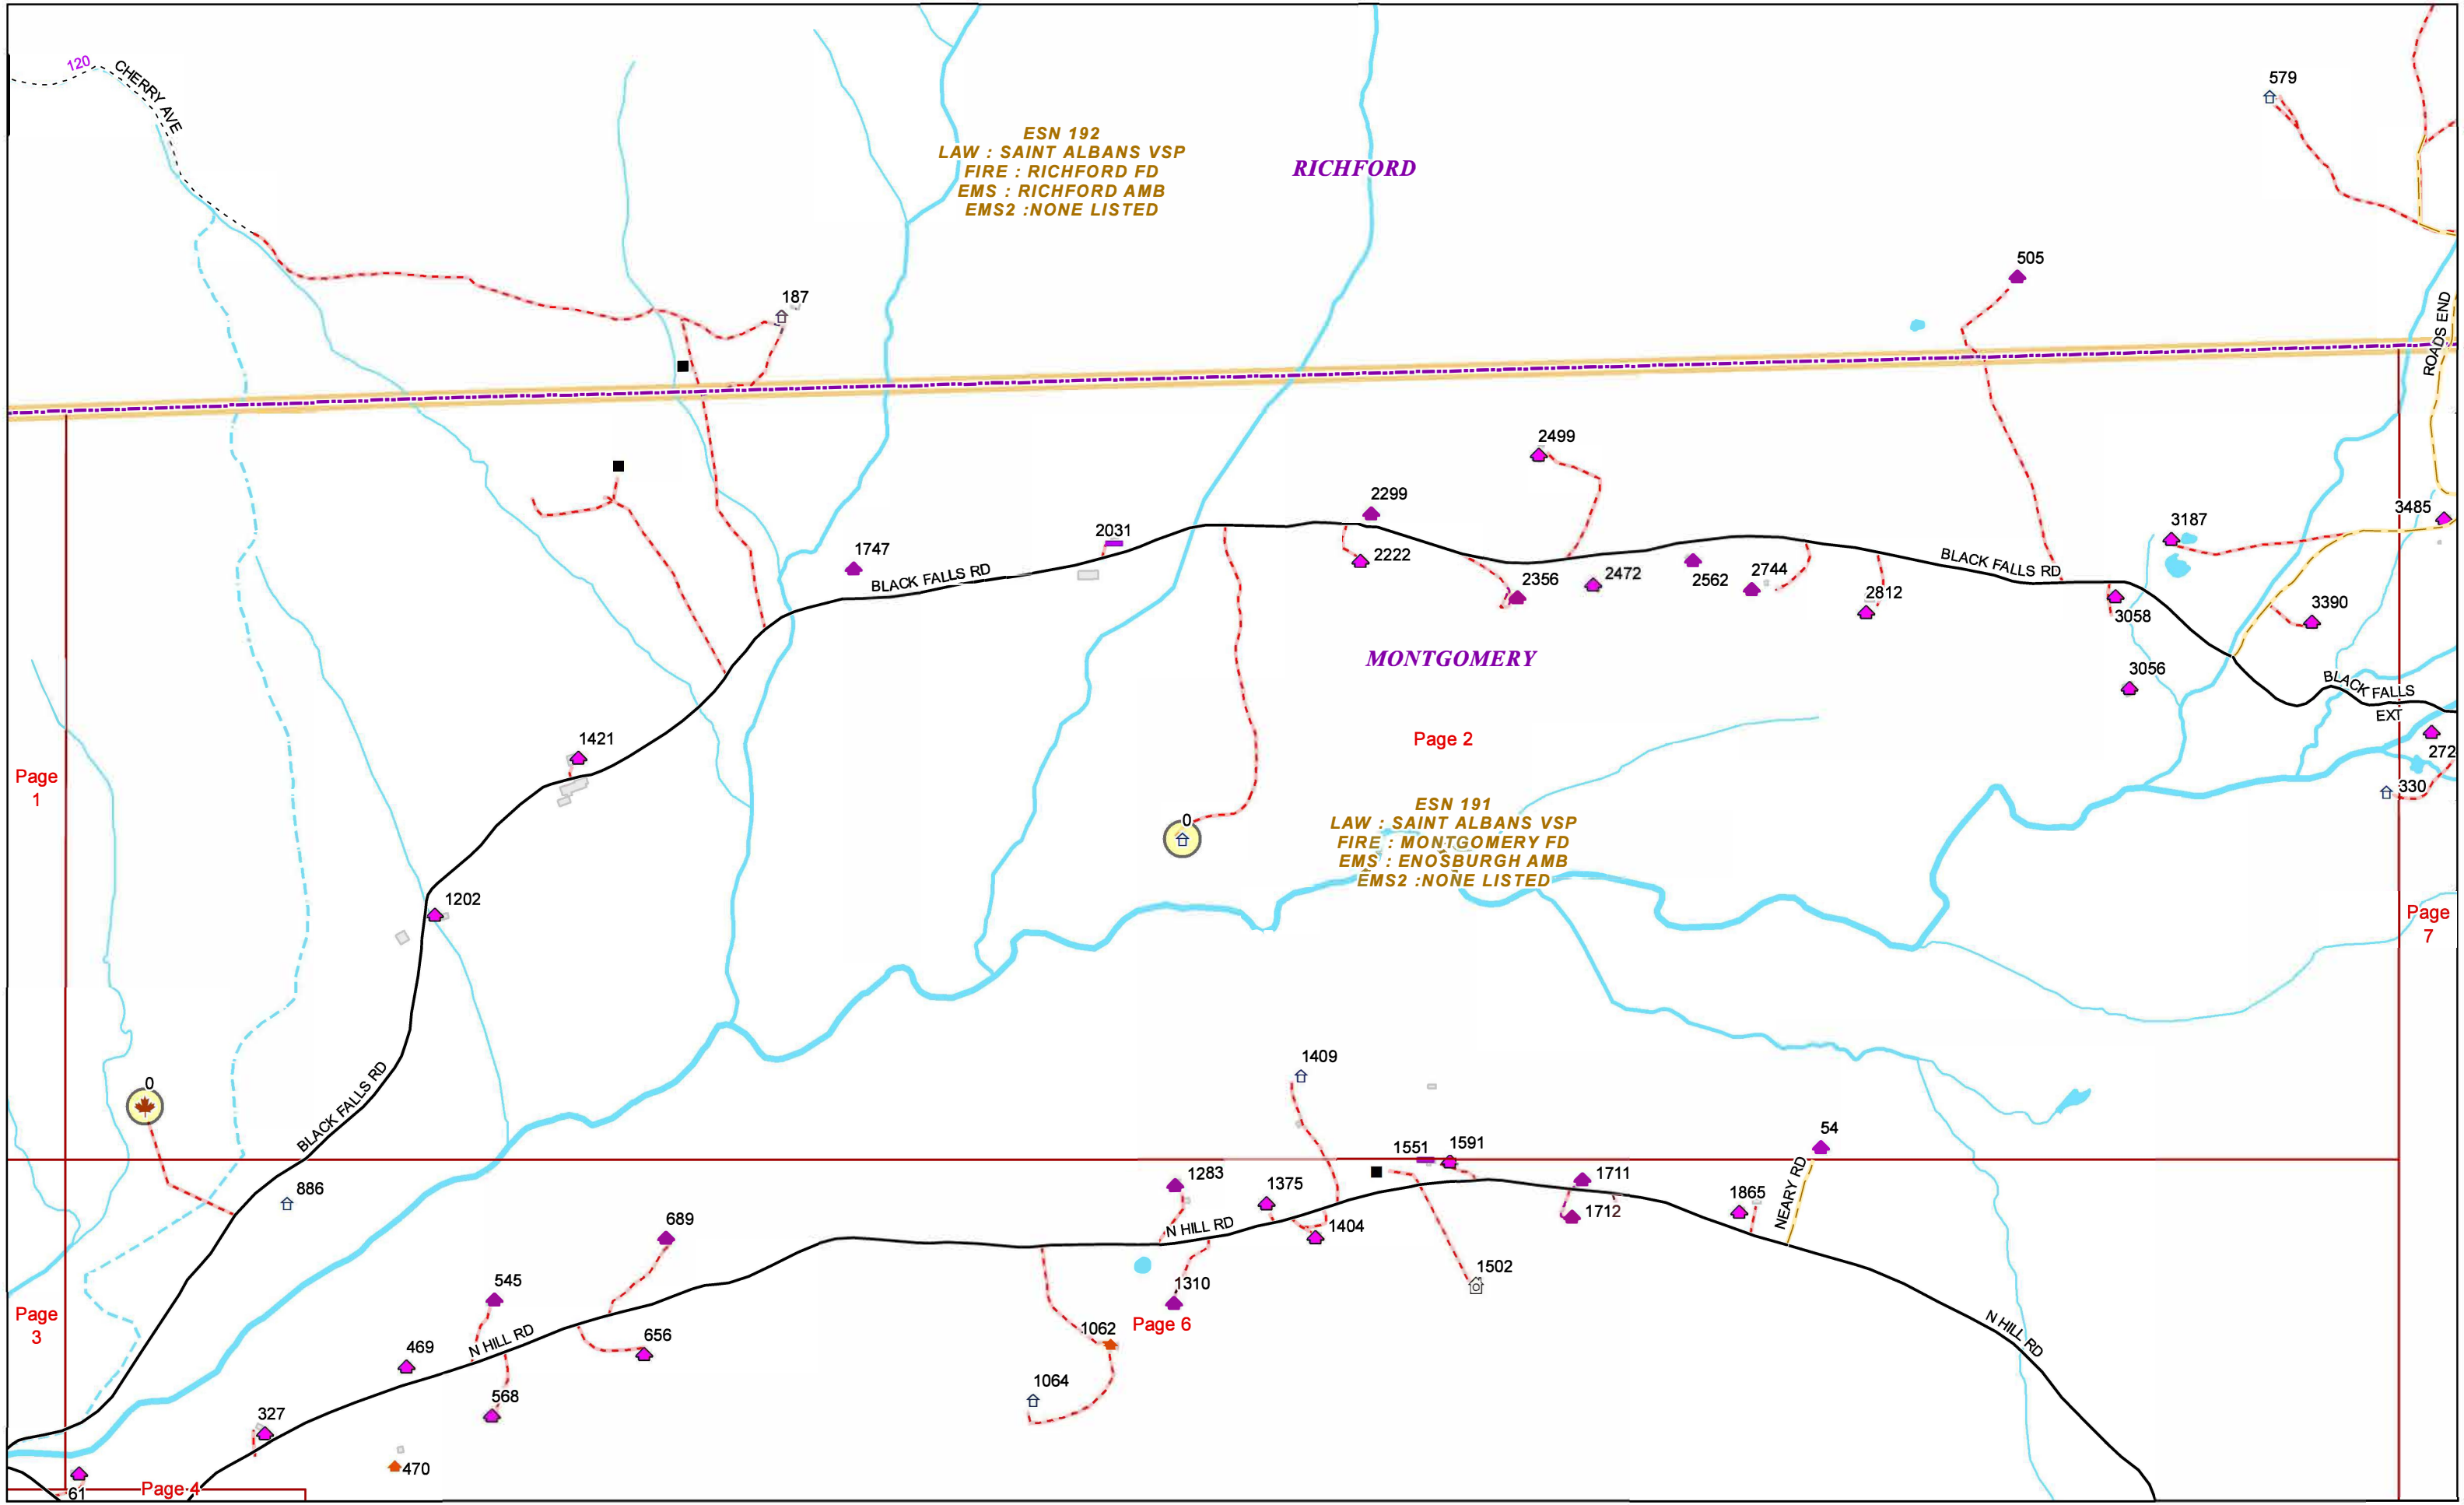 120
CHERRY AVE
579
ESN 192
LAW : SAINT ALBANS VSP
FIRE : RICHFORD FD
EMS : RICHFORD AMB
EMS2 :NONE LISTED
RICHFORD
505
187
ROADS END
2499
2299
3485
2031
3187
1747
2222
BLACK FALLS RD
BLACK FALLS RD
2356
2472
2562
2744
2812
3058
3390
MONTGOMERY
3056
BLACK FALLS
EXT
1421
Page 2
272
Page
1
330
ESN 191
LAW : SAINT ALBANS VSP
FIRE : MONTGOMERY FD
EMS : ENOSBURGH AMB
EMS2 :NONE LISTED
0
1202
Page
7
1409
0
BLACK FALLS RD
54
1551
1591
1283
1375
1711
886
1865
NEARY RD
1712
689
N HILL RD
1404
1502
545
1310
Page
3
Page 6
1062
656
N HILL RD
N HILL RD
469
1064
568
327
470
61
Page 4